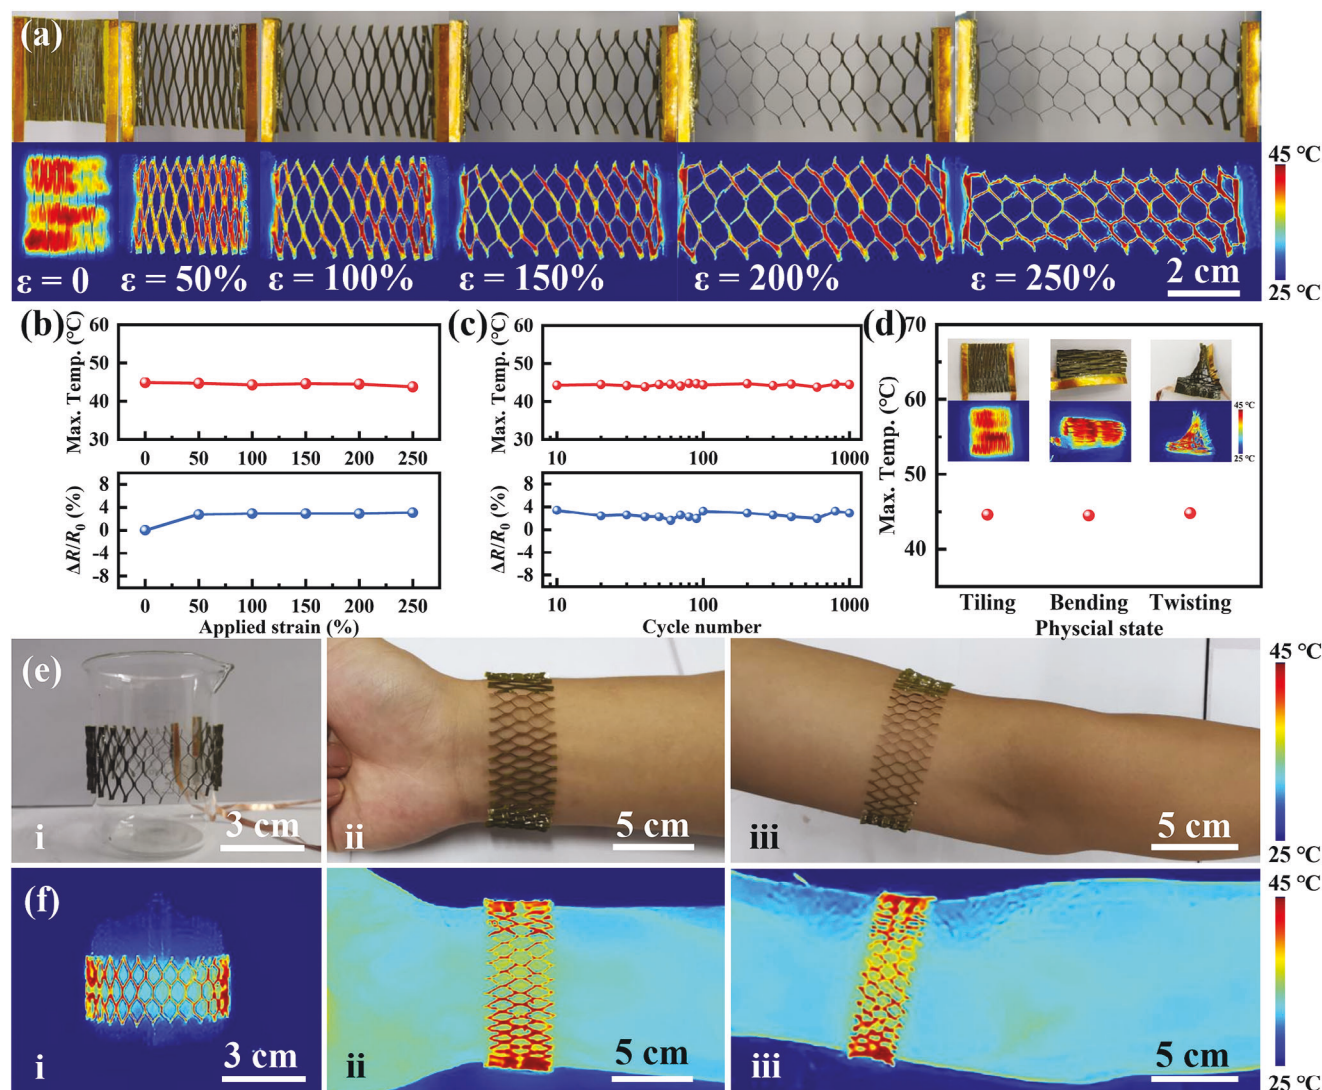 (a)
45 ℃
ε = 0
ε = 50%
ε = 100%
ε = 150%
ε = 200%
ε = 250%
2 cm
25 ℃
(b)
Max. Temp. (℃)
60
50
40
30
0 50 100 150 200 250
ΔR/R0 (%)
8
4
0
-4
-8
0 50 100 150 200 250
Applied strain (%)
(c)
Max. Temp. (℃)
60
50
40
30
10 100 1000
ΔR/R0 (%)
8
4
0
-4
-8
10 100 1000
Cycle number
(d)
Max. Temp. (℃)
70
60
50
40
45 ℃
25 ℃
Tiling Bending Twisting
Physcial state
(e)
i
3 cm
ii
5 cm
iii
5 cm
45 ℃
25 ℃
(f)
i
3 cm
ii
5 cm
iii
5 cm
45 ℃
25 ℃